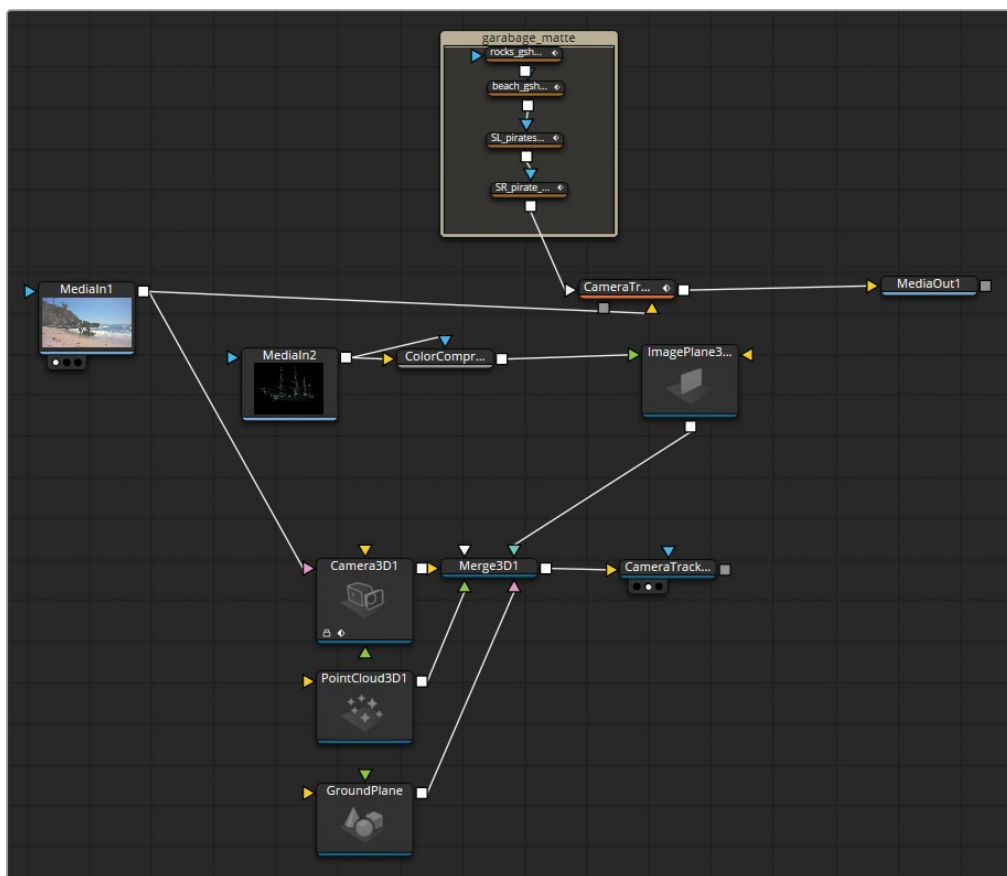 garabage_matte
rocks_gsh...
beach_gsh...
SL_pirates...
SR_pirate_...
MediaIn1
CameraTr...
MediaOut1
MediaIn2
ColorCompr...
ImagePlane3...
Camera3D1
Merge3D1
CameraTrack...
PointCloud3D1
GroundPlane